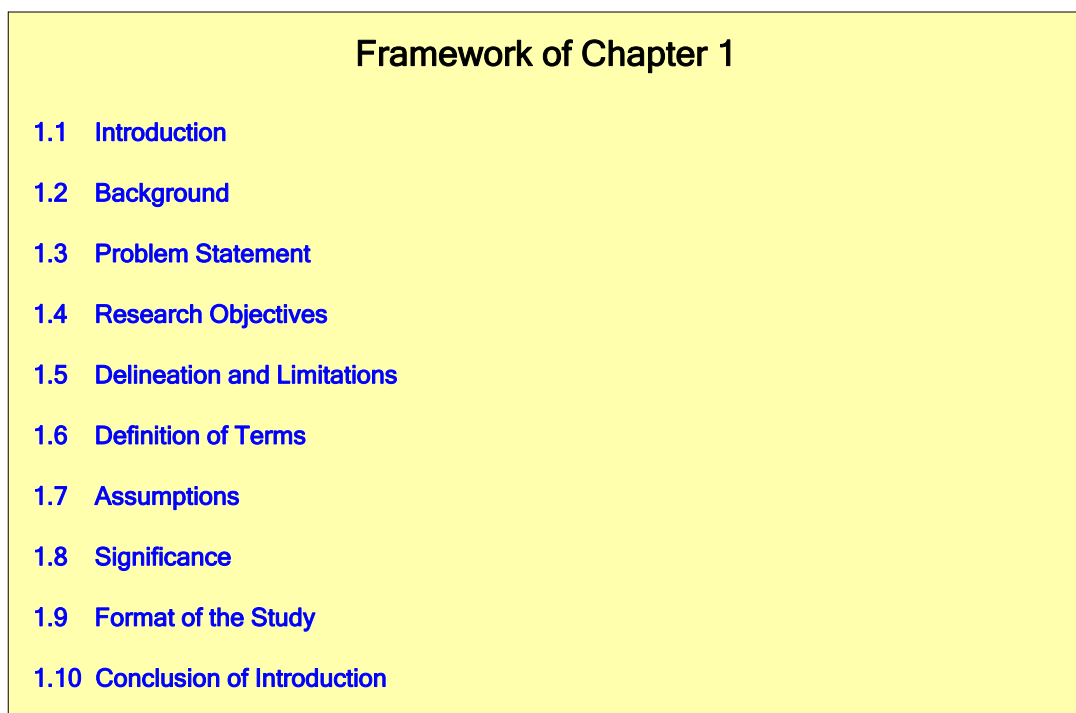 Framework of Chapter 1
1.1 Introduction
1.2 Background
1.3 Problem Statement
1.4 Research Objectives
1.5 Delineation and Limitations
1.6 Definition of Terms
1.7 Assumptions
1.8 Significance
1.9 Format of the Study
1.10 Conclusion of Introduction